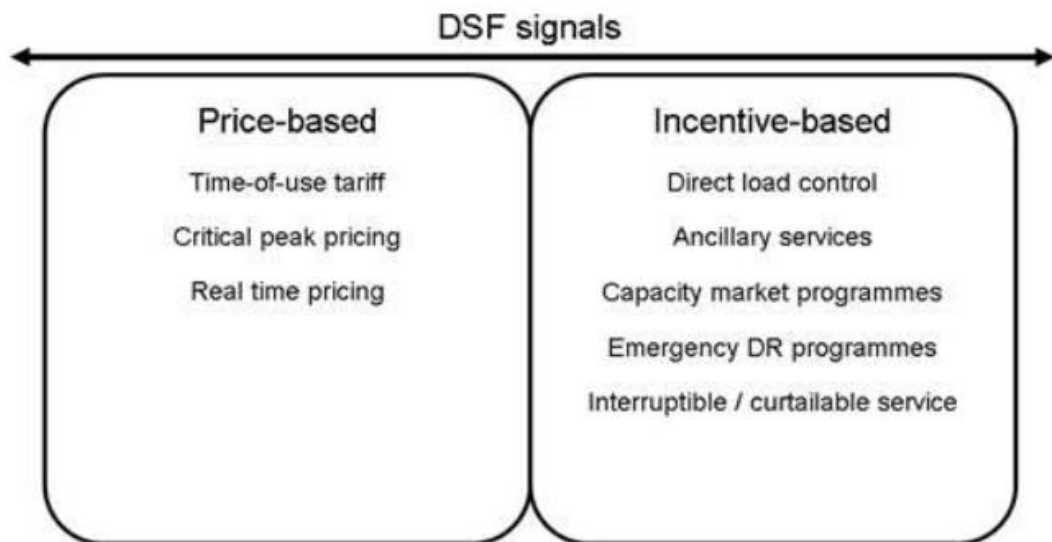 DSF signals
Price-based
Time-of-use tariff
Critical peak pricing
Real time pricing
Incentive-based
Direct load control
Ancillary services
Capacity market programmes
Emergency DR programmes
Interruptible / curtailable service